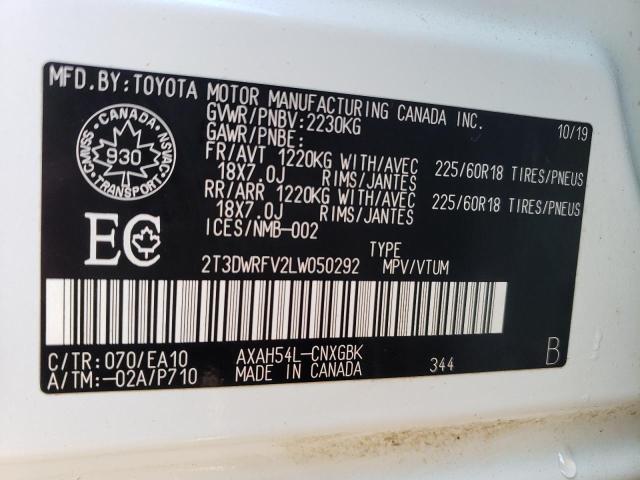 MFD.BY:TOYOTA MOTOR MANUFACTURING CANADA INC.
10/19
GVWR/PNBV:2230KG
GAWR/PNBE:
FR/AVT 1220KG WITH/AVEC 225/60R18 TIRES/PNEUS
18X7.0J RIMS/JANTES
RR/ARR 1220KG WITH/AVEC 225/60R18 TIRES/PNEUS
18X7.0J RIMS/JANTES
ICES/NMB-002
CANADA
CMVSS
930
NSVAC
TRANSPORT
EC
TYPE
2T3DWRFV2LW050292 MPV/VTUM
C/TR: 070/EA10 AXAH54L-CNXGBK
A/TM:-02A/P710 MADE IN CANADA 344
B